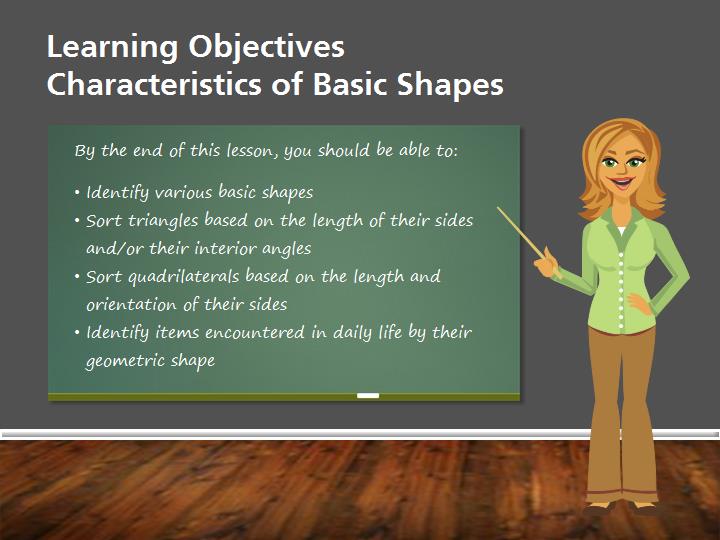 Learning Objectives
Characteristics of Basic Shapes
By the end of this lesson, you should be able to:
• Identify various basic shapes
• Sort triangles based on the length of their sides
and/or their interior angles
• Sort quadrilaterals based on the length and
orientation of their sides
• Identify items encountered in daily life by their
geometric shape